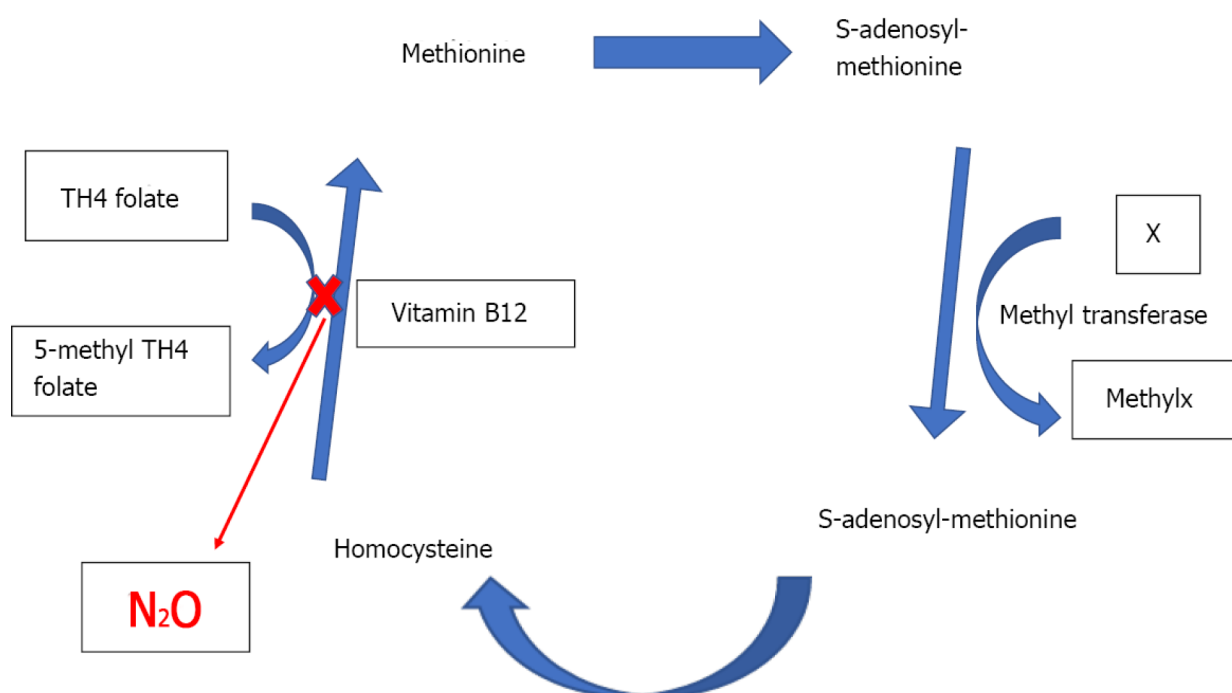 Methionine
S-adenosyl-
methionine
TH4 folate
X
Vitamin B12
Methyl transferase
5-methyl TH4
folate
Methylx
S-adenosyl-methionine
Homocysteine
N₂O